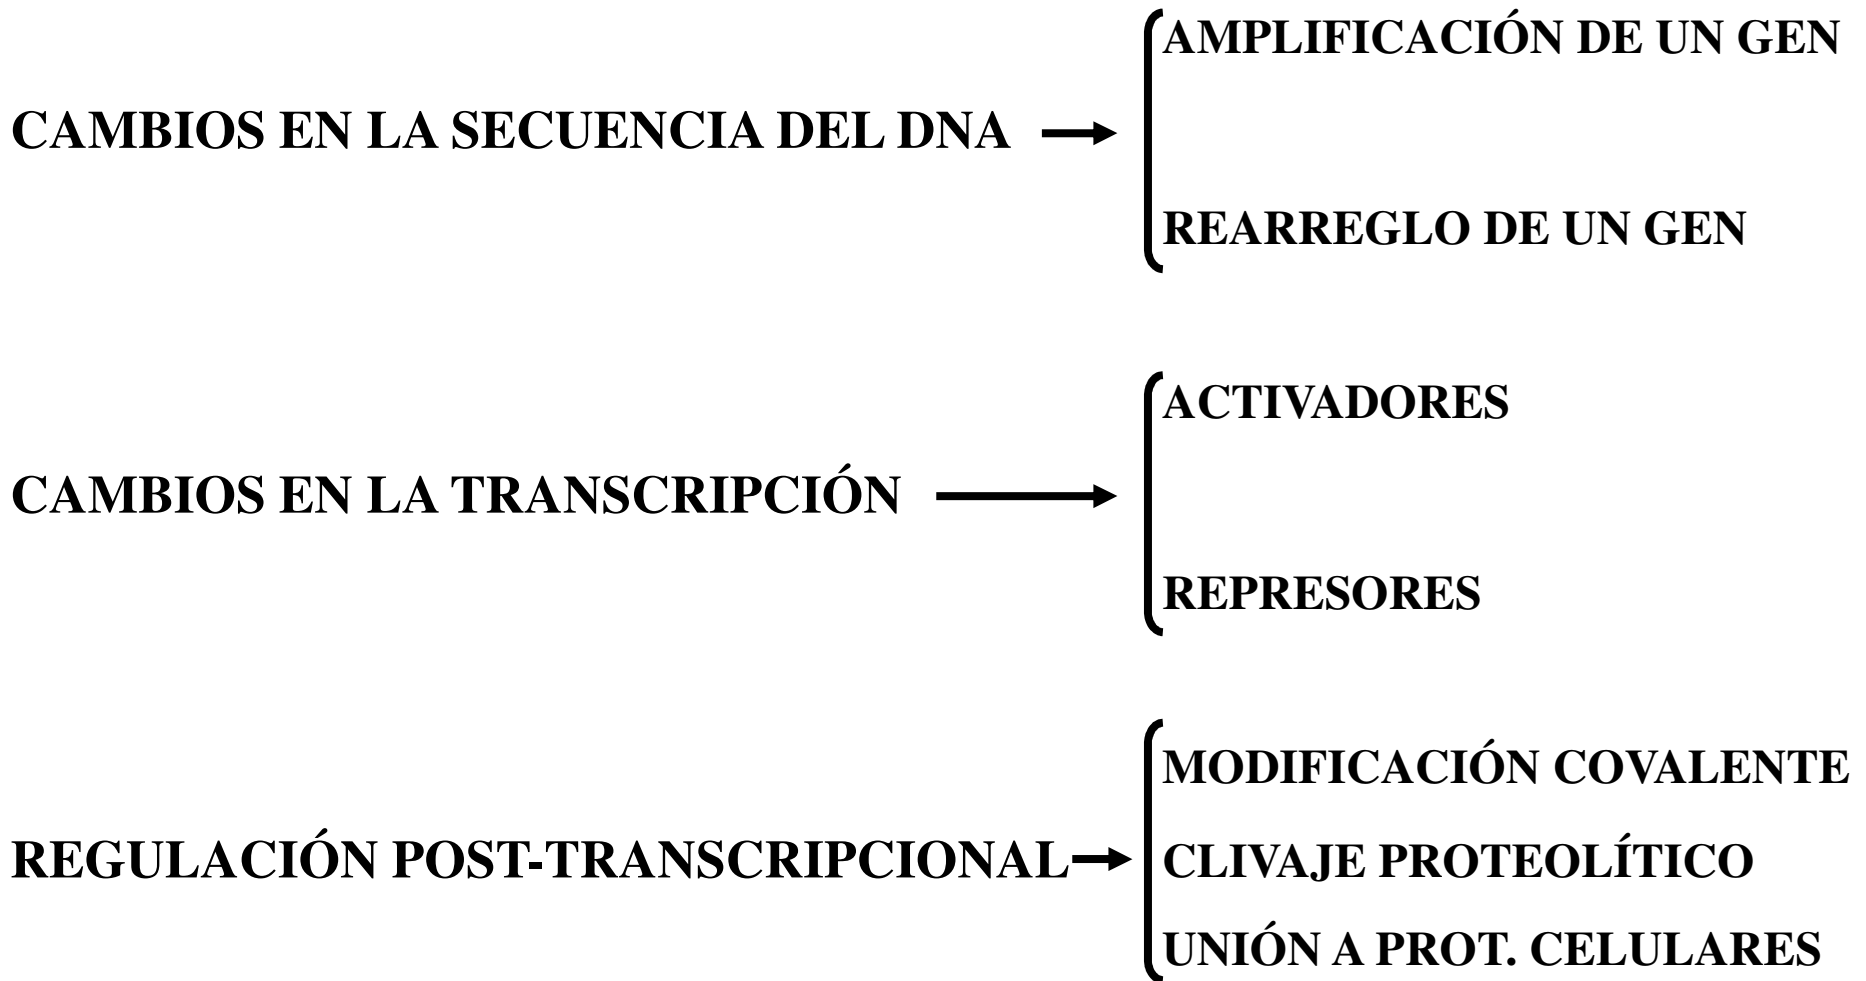 CAMBIOS EN LA SECUENCIA DEL DNA
AMPLIFICACIÓN DE UN GEN
REARREGLO DE UN GEN
CAMBIOS EN LA TRANSCRIPCIÓN
ACTIVADORES
REPRESORES
REGULACIÓN POST-TRANSCRIPCIONAL
MODIFICACIÓN COVALENTE
CLIVAJE PROTEOLÍTICO
UNIÓN A PROT. CELULARES